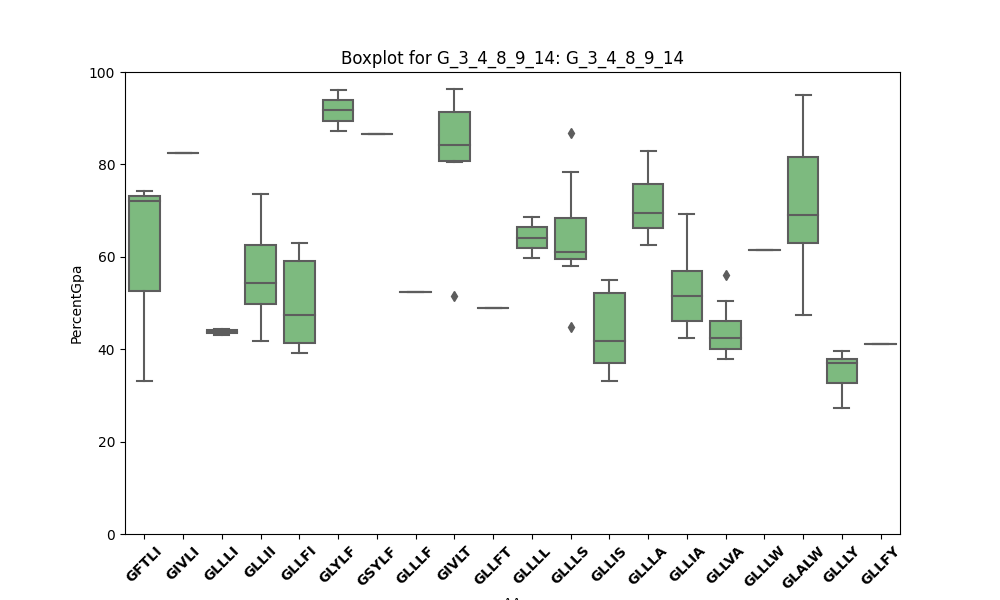 Boxplot for G_3_4_8_9_14: G_3_4_8_9_14
PercentGpa
100
80
60
40
20
0
GFTLI GIVLI GLLLI GLLII GLLFI GLYLF GSYLF GLLLF GIVLT GLLFT GLLLL GLLLS GLLIS GLLLA GLLIA GLLVA GLLLW GLALW GLLLY GLLFY